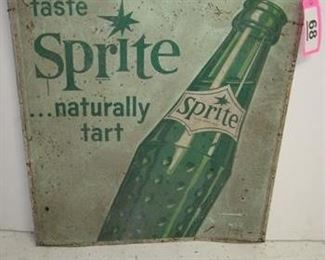 taste
Sprite
...naturally
tart
Sprite
68